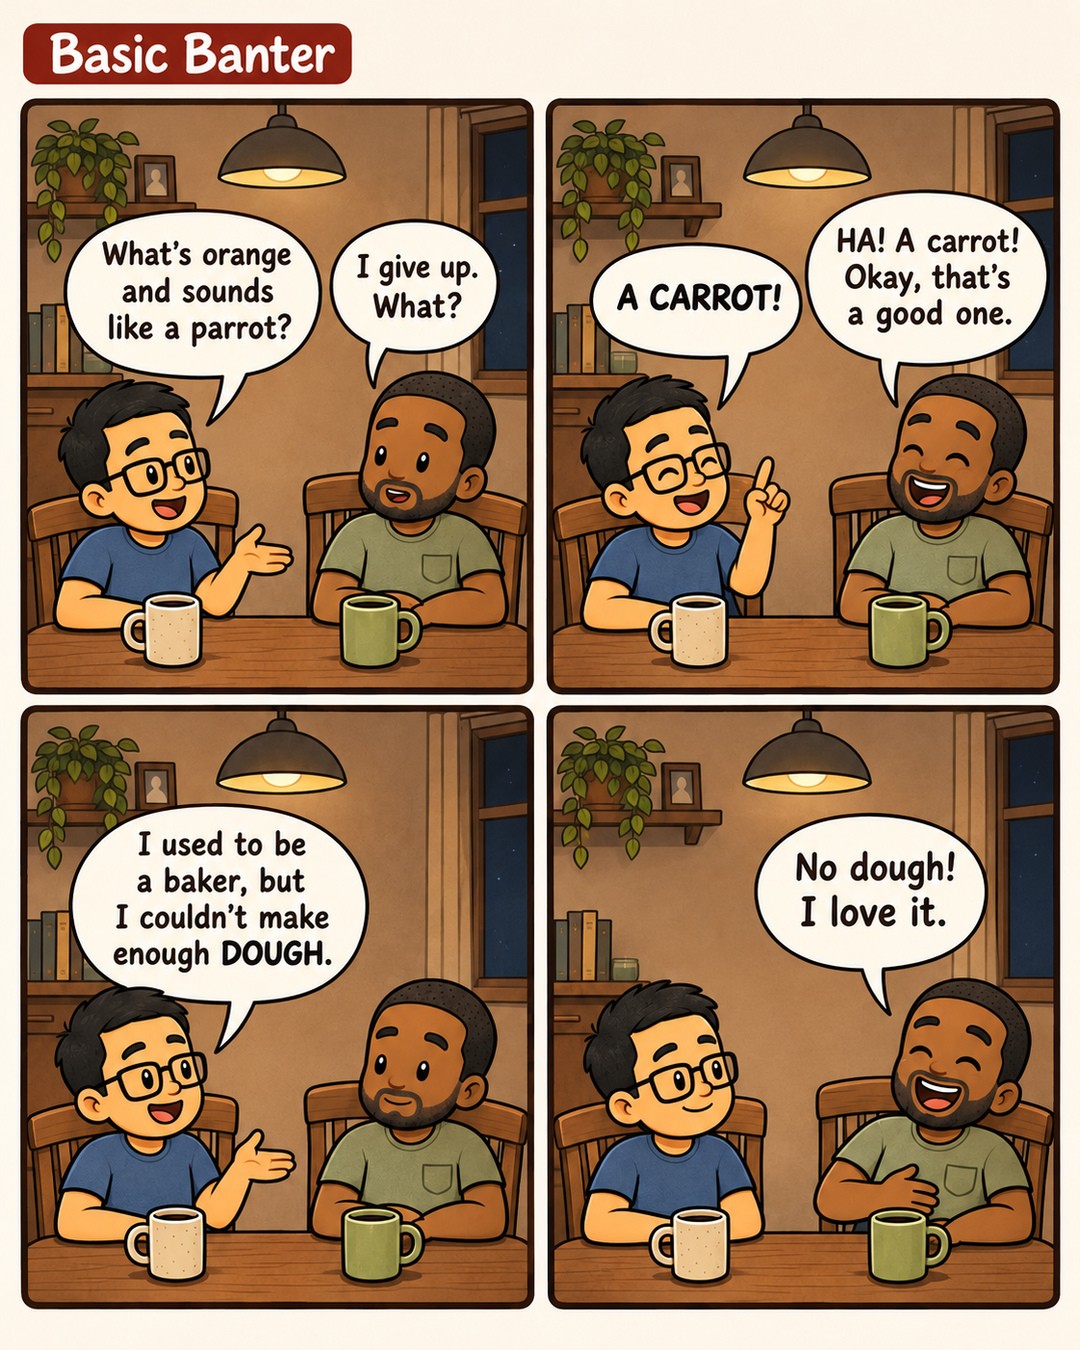 Basic Banter
What's orange
and sounds
like a parrot?
I give up.
What?
A CARROT!
HA! A carrot!
Okay, that's
a good one.
I used to be
a baker, but
I couldn't make
enough DOUGH.
No dough!
I love it.